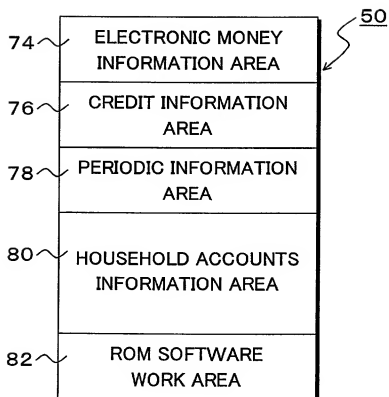 50
74
ELECTRONIC MONEY
INFORMATION AREA
76
CREDIT INFORMATION
AREA
78
PERIODIC INFORMATION
AREA
80
HOUSEHOLD ACCOUNTS
INFORMATION AREA
82
ROM SOFTWARE
WORK AREA